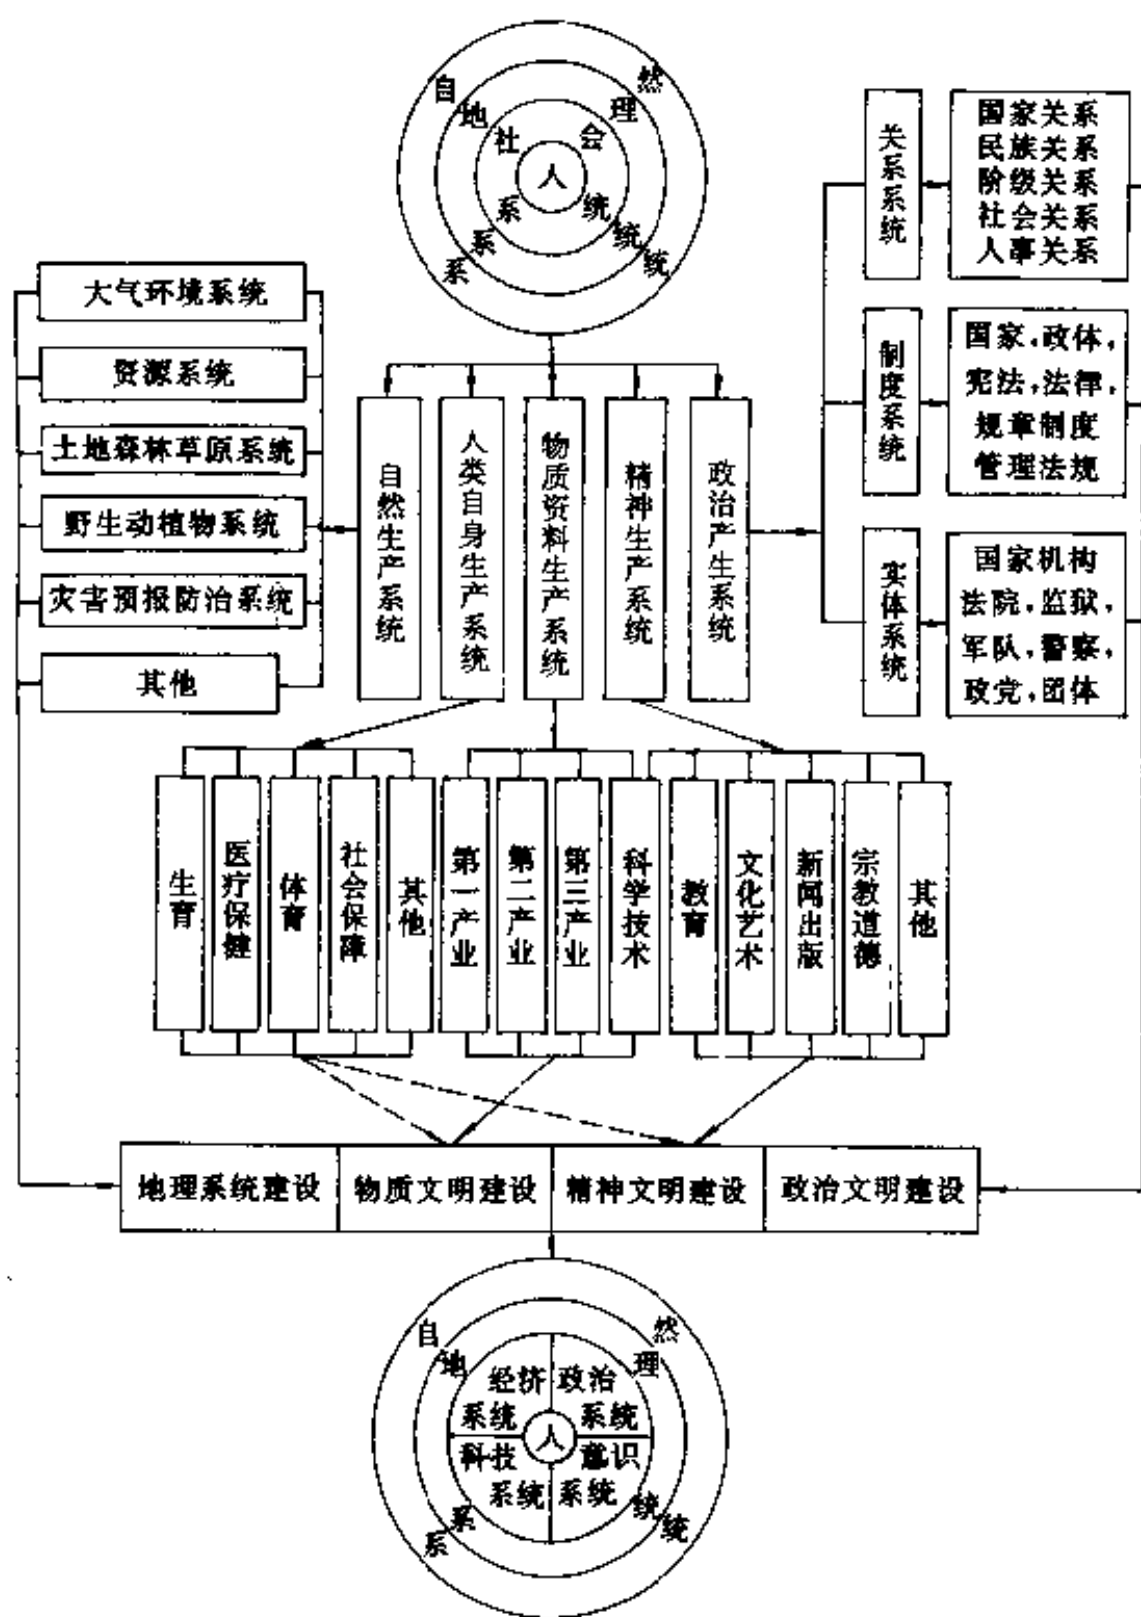 自然系统
地理系统
社会系统
人
大气环境系统
资源系统
土地森林草原系统
野生动植物系统
灾害预报防治系统
其他
自然生产系统
人类自身生产系统
物质资料生产系统
精神生产系统
政治产生系统
关系系统
国家关系
民族关系
阶级关系
社会关系
人事关系
制度系统
国家，政体，
宪法，法律，
规章制度
管理法规
实体系统
国家机构
法院，监狱，
军队，警察，
政党，团体
生育
医疗保健
体育
社会保障
其他
第一产业
第二产业
第三产业
科学技术
教育
文化艺术
新闻出版
宗教道德
其他
地理系统建设
物质文明建设
精神文明建设
政治文明建设
自然系统
地理系统
经济系统
政治系统
人
科技系统
意识系统